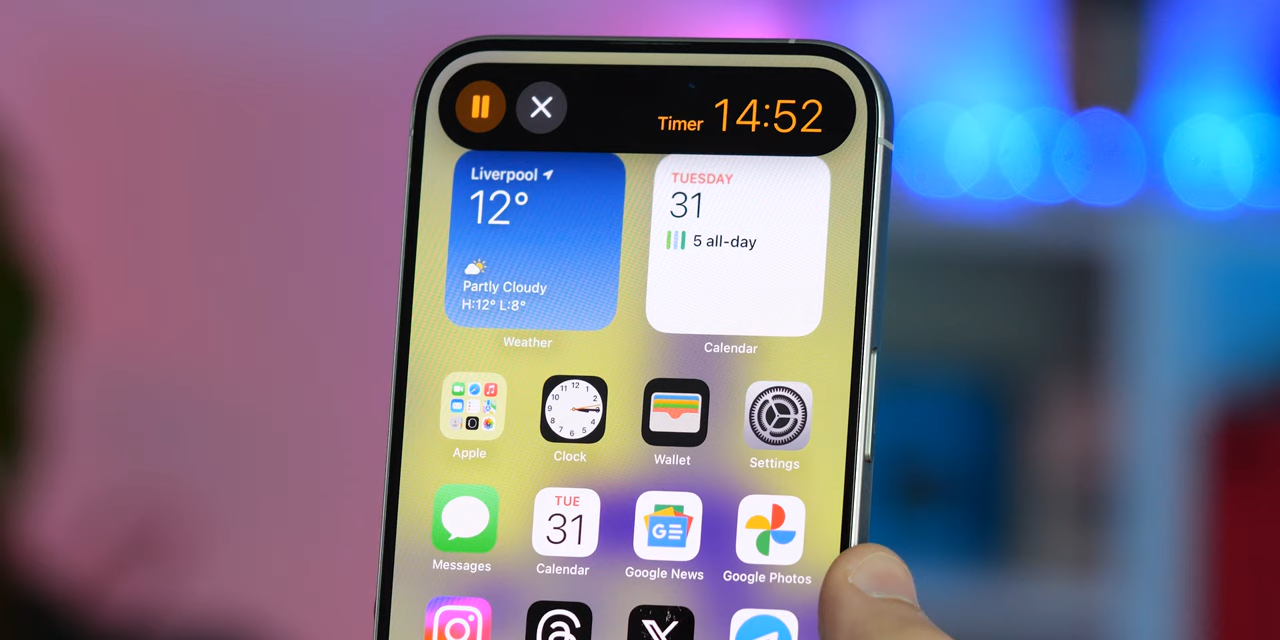 Timer 14:52
Liverpool
12°
Partly Cloudy
H:12° L:8°
Weather
TUESDAY
31
5 all-day
Calendar
Apple
Clock
Wallet
Settings
TUE
31
GE
Messages
Calendar
Google News
Google Photos